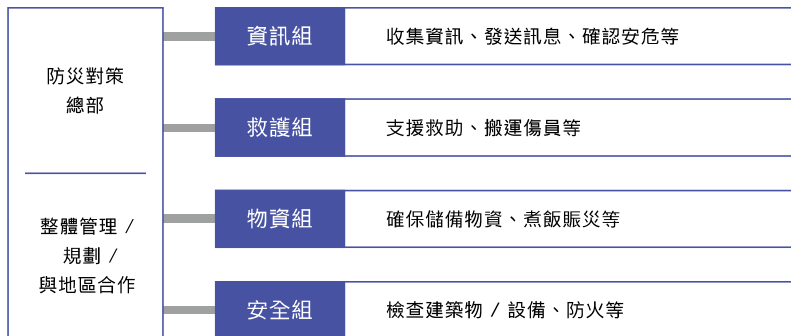 防災對策
總部
整體管理 /
規劃 /
與地區合作
資訊組
收集資訊、發送訊息、確認安危等
救護組
支援救助、搬運傷員等
物資組
確保儲備物資、煮飯賑災等
安全組
檢查建築物 / 設備、防火等